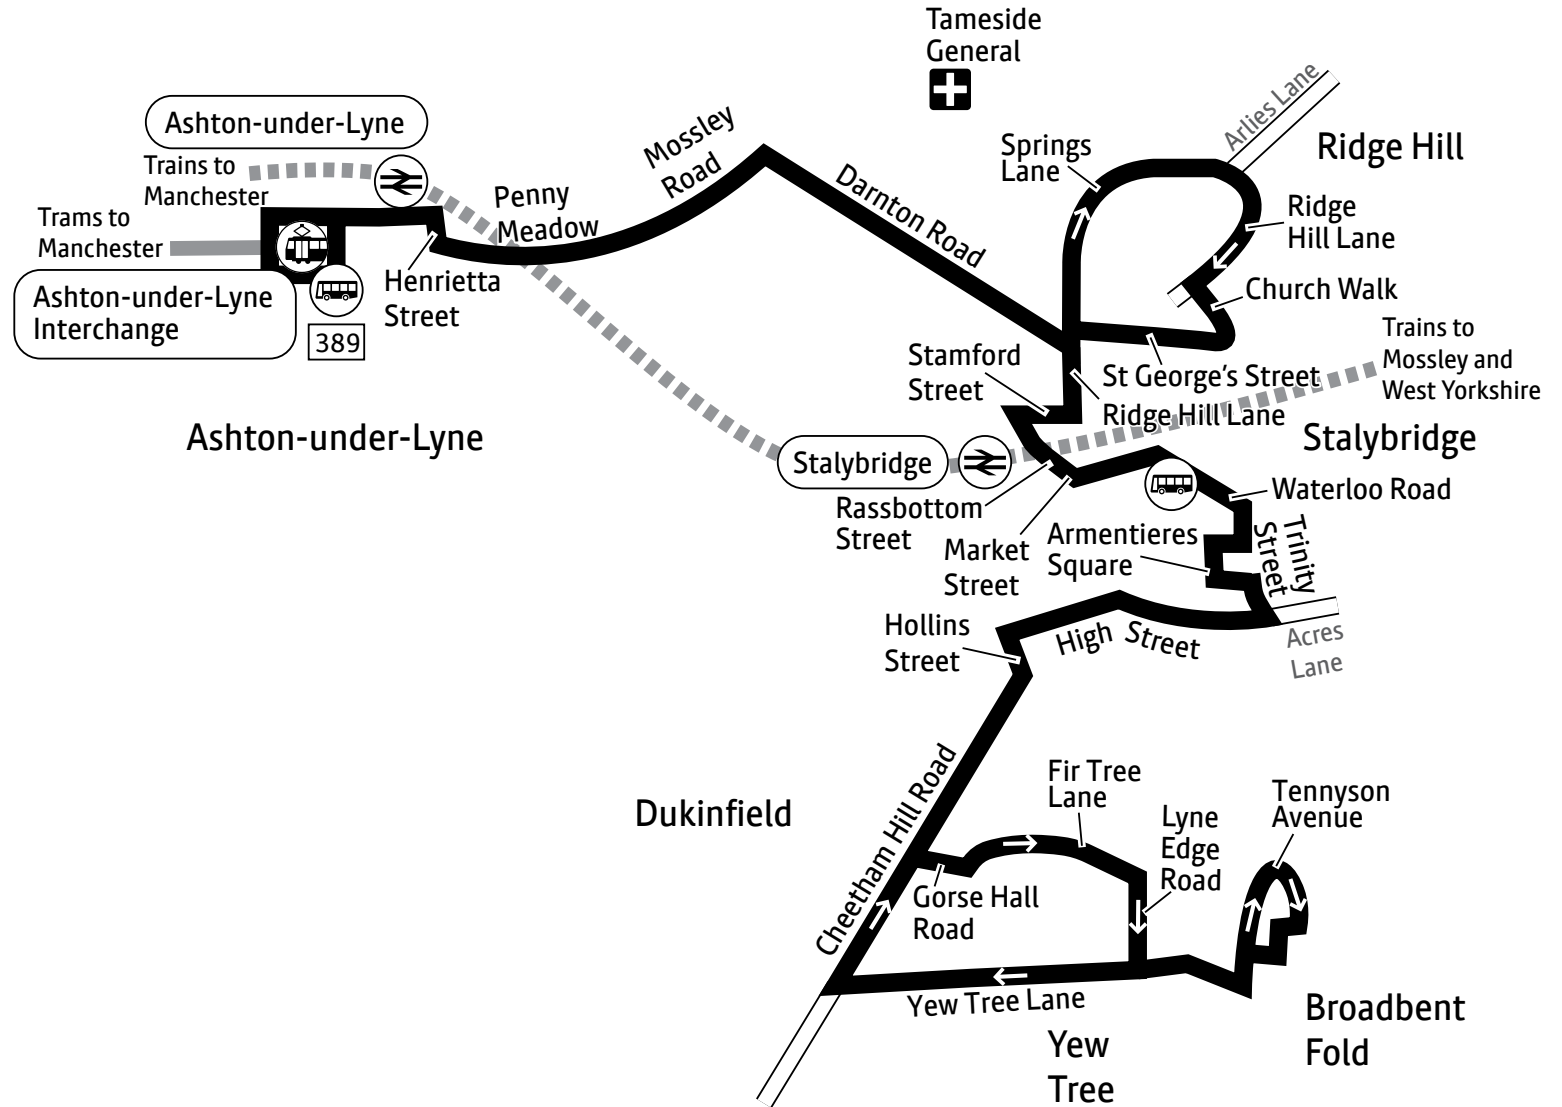 Tameside
General
Ashton-under-Lyne
Trains to
Manchester
Trams to
Manchester
Ashton-under-Lyne
Interchange
389
Henrietta
Street
Penny
Meadow
Mossley
Road
Darnton Road
Springs
Lane
Arlies Lane
Ridge Hill
Ridge
Hill Lane
Church Walk
Trains to
Mossley and
West Yorkshire
Stamford
Street
St George's Street
Ridge Hill Lane
Ashton-under-Lyne
Stalybridge
Stalybridge
Rassbottom
Street
Market
Street
Waterloo Road
Armentieres
Square
Trinity
Street
Hollins
Street
High Street
Acres
Lane
Cheetham Hill Road
Dukinfield
Fir Tree
Lane
Lyne
Edge
Road
Tennyson
Avenue
Gorse Hall
Road
Yew Tree Lane
Yew
Tree
Broadbent
Fold